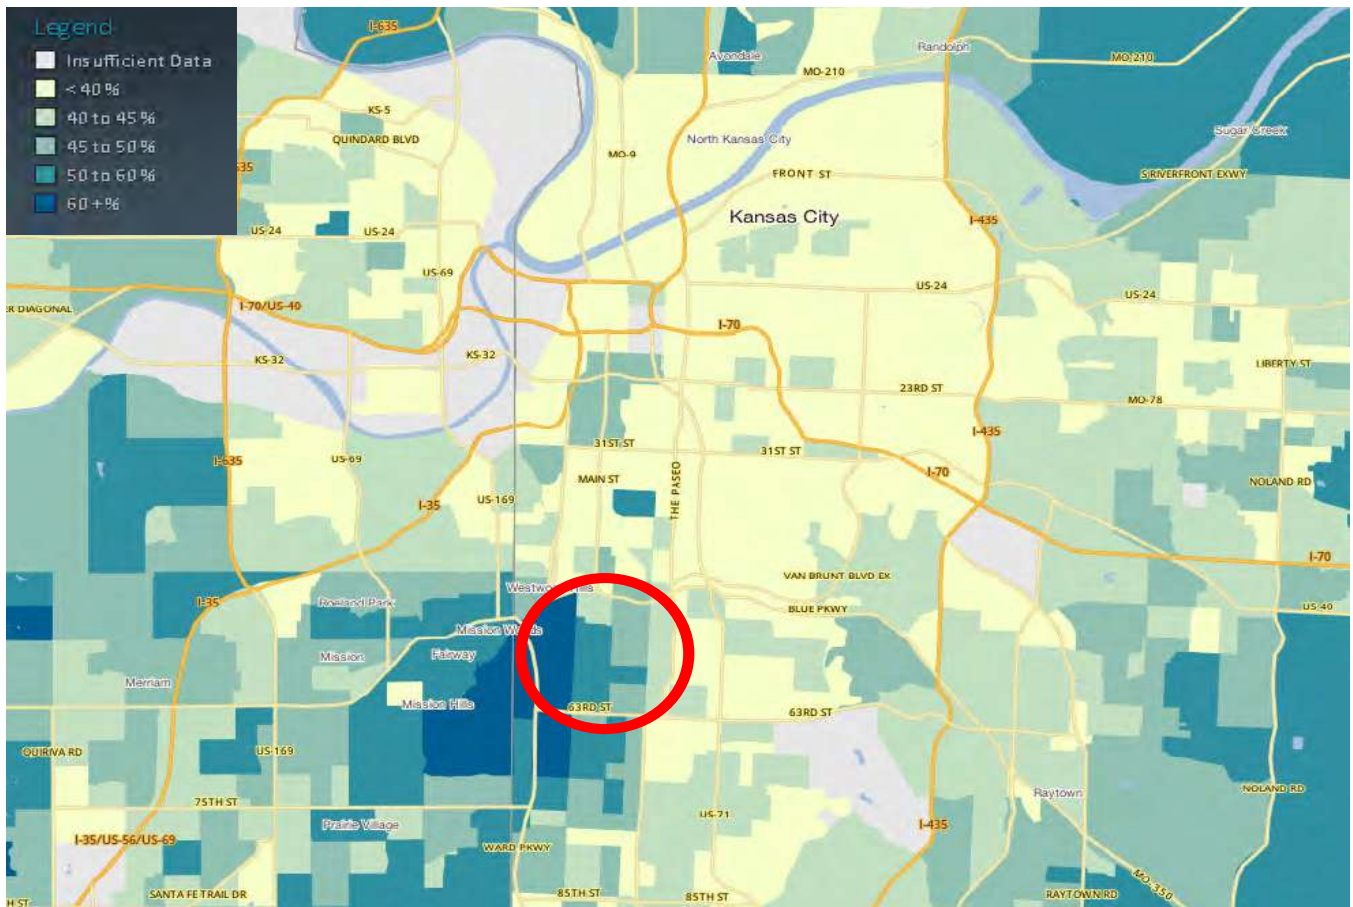 Legend
Insufficient Data
< 40 %
40 to 45 %
45 to 50 %
50 to 60 %
60 + %
I-635
Avondale
Randolph
MO-210
MO-210
KS-5
QUINDARD BLVD
North Kansas City
Sugar Creek
MO-9
635
FRONT ST
S RIVERFRONT EXWY
Kansas City
I-435
US-24
US-24
US-69
US-24
US-24
R DIAGONAL
I-70/US-40
I-70
KS-32
KS-32
LIBERTY ST
23RD ST
MO-78
31ST ST
31ST ST
I-435
I-635
US-69
I-70
MAIN ST
THE PASEO
NOLAND RD
US-169
I-35
I-70
VAN BRUNT BLVD EX
Roeland Park
I-35
BLUE PKWY
US-40
Mission
Fairway
Merriam
Mission Hills
63RD ST
63RD ST
QUIRIVA RD
US-169
Raytown
NOLAND RD
75TH ST
US-71
Prairie Village
I-435
I-35/US-56/US-69
WARD PKWY
MO-350
SANTA FE TRAIL DR
85TH ST
85TH ST
RAYTOWN RD
H ST